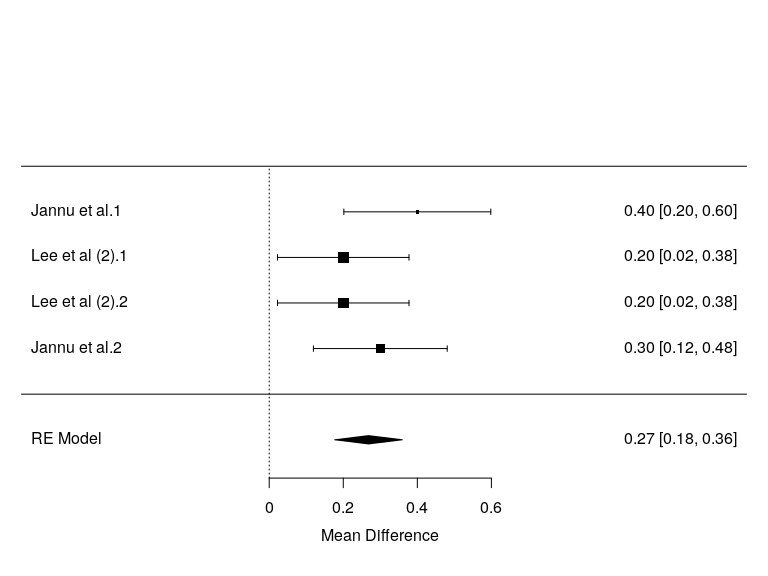 Jannu et al.1 0.40 [0.20, 0.60]
Lee et al (2).1 0.20 [0.02, 0.38]
Lee et al (2).2 0.20 [0.02, 0.38]
Jannu et al.2 0.30 [0.12, 0.48]
RE Model 0.27 [0.18, 0.36]
0 0.2 0.4 0.6
Mean Difference